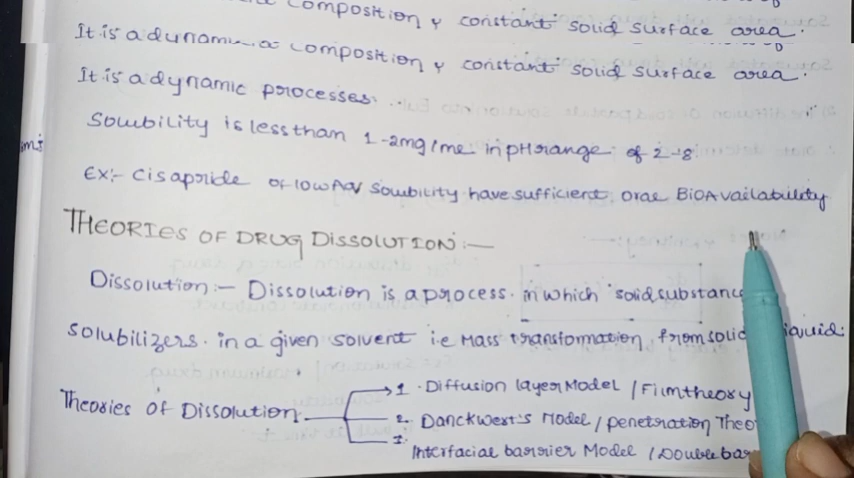 composition & constant solid surface area.
It is a dynam
composition & constant solid surface area.
It is a dynamic processes.
Solubility is less than 1-2mg/me in pH range of 2-8
Ex:- Cisapride of low Aq solubility have sufficient orae BioAvailability
THEORIES OF DRUG DISSOLUTION:-
Dissolution:- Dissolution is a process in which solid substance
solubilizers. in a given solvent i.e Mass transformation from solid liquid:
Theories of Dissolution
1. Diffusion layer Model / Film theory
2. Danckwest's Model / penetration Theo
3. Interfacial barrier Model / Double bar